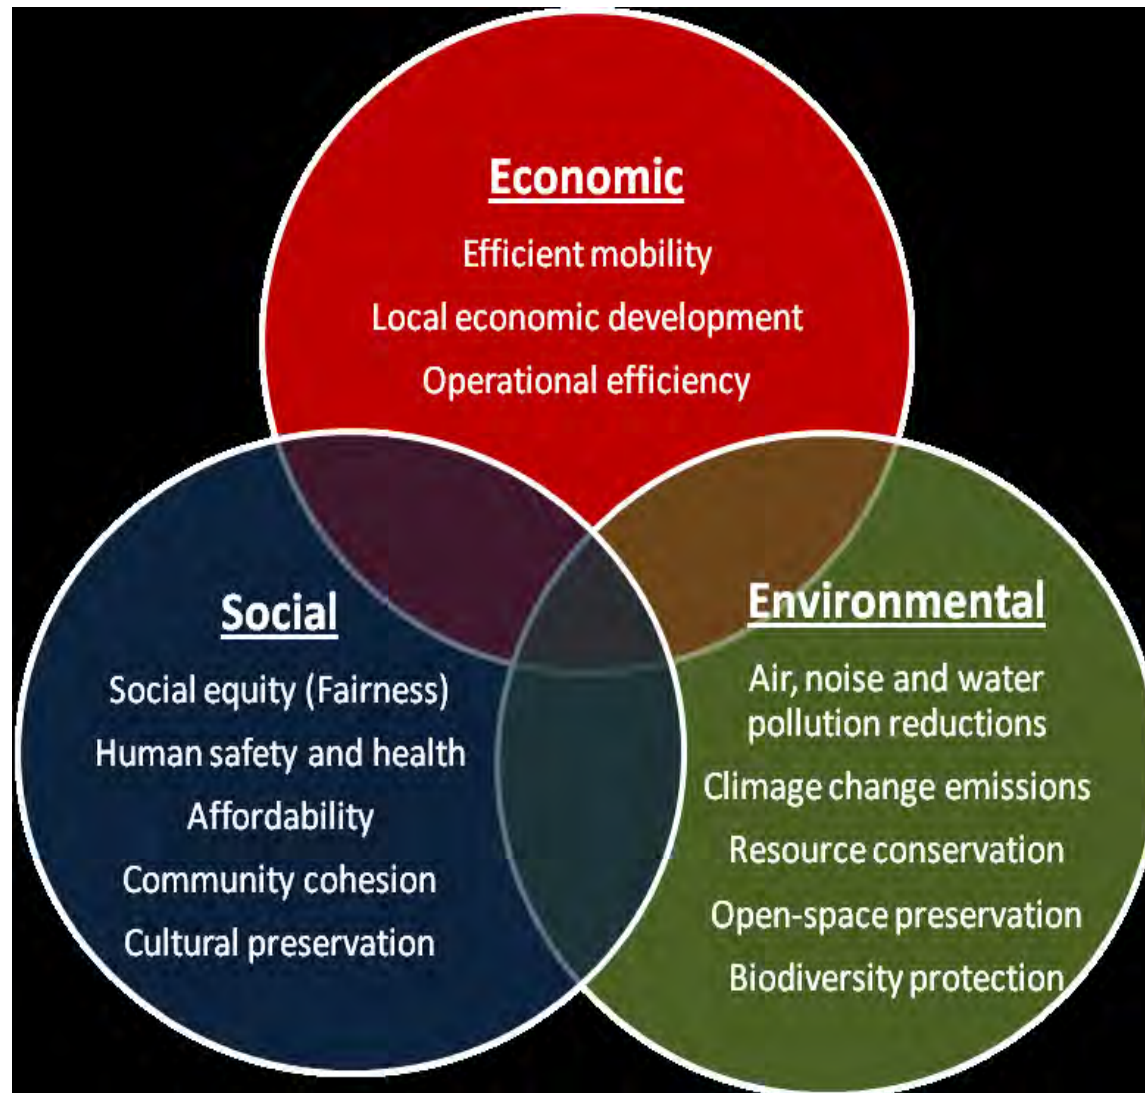 Economic
Efficient mobility
Local economic development
Operational efficiency
Social
Social equity (Fairness)
Human safety and health
Affordability
Community cohesion
Cultural preservation
Environmental
Air, noise and water
pollution reductions
Climage change emissions
Resource conservation
Open-space preservation
Biodiversity protection